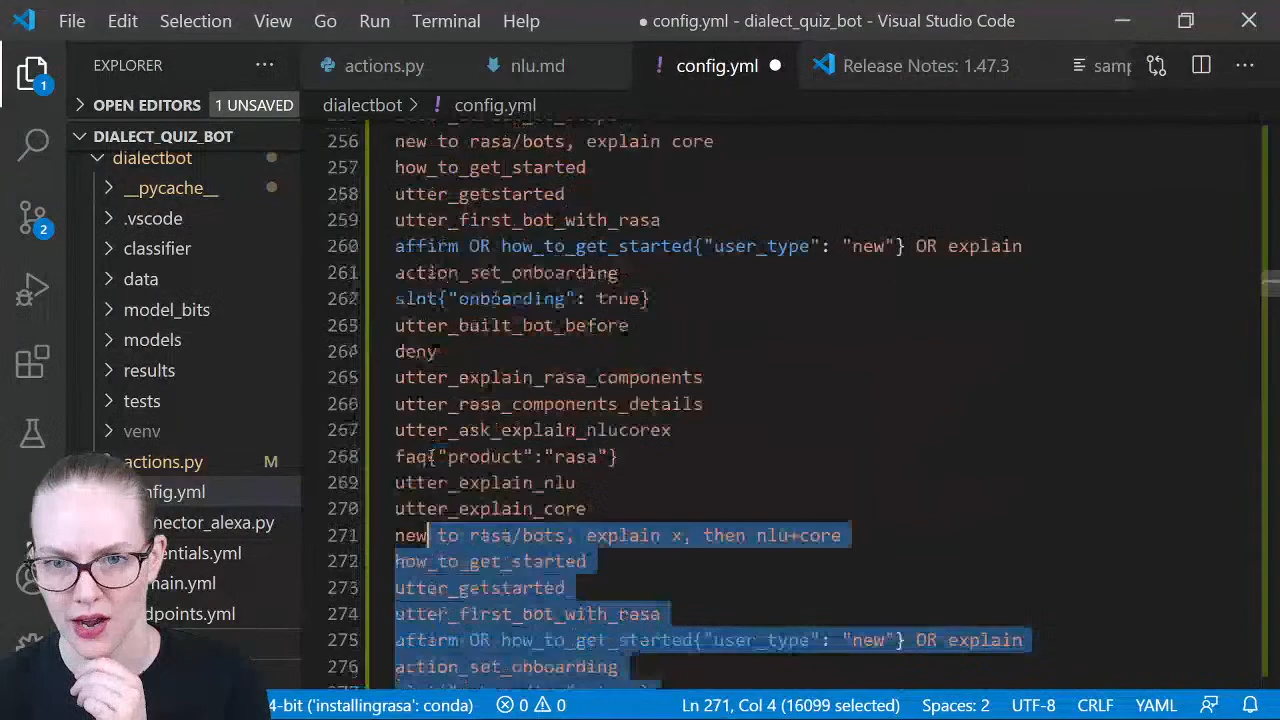 File Edit Selection View Go Run Terminal Help ● config.yml - dialect_quiz_bot - Visual Studio Code
EXPLORER ...
actions.py nlu.md ! config.yml ● Release Notes: 1.47.3 samp ...
1
OPEN EDITORS 1 UNSAVED
dialectbot > ! config.yml
DIALECT_QUIZ_BOT
dialectbot
__pycache__
.vscode
classifier
data
model_bits
models
results
tests
venv
actions.py M
nfig.yml
nector_alexa.py
entials.yml
main.yml
dpoints.yml
2
256 new to rasa/bots, explain core
257 how_to_get_started
258 utter_getstarted
259 utter_first_bot_with_rasa
260 affirm OR how_to_get_started{"user_type": "new"} OR explain
261 action_set_onboarding
262 slot{"onboarding": true}
263 utter_built_bot_before
264 deny
265 utter_explain_rasa_components
266 utter_rasa_components_details
267 utter_ask_explain_nlucorex
268 faq{"product":"rasa"}
269 utter_explain_nlu
270 utter_explain_core
271 new to rasa/bots, explain x, then nlu+core
272 how_to_get_started
273 utter_getstarted
274 utter_first_bot_with_rasa
275 affirm OR how_to_get_started{"user_type": "new"} OR explain
276 action_set_onboarding
4-bit ('installingrasa': conda) 0 0 Ln 271, Col 4 (16099 selected) Spaces: 2 UTF-8 CRLF YAML